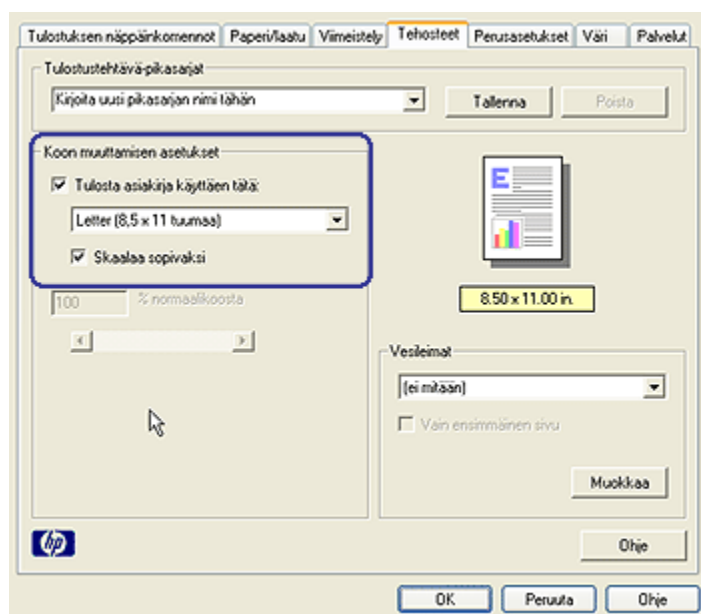 Tulostuksen näppäinkomennot Paperi/laatu Viimeistely Tehosteet Perusasetukset Väri Palvelut
Tulostustehtävä-pikasarjat
Kirjoita uusi pikasarjan nimi tähän Tallenna Poista
Koon muuttamisen asetukset
Tulosta asiakirja käyttäen tätä:
Letter (8,5 x 11 tuumaa)
Skaalaa sopivaksi
100 % normaalikoosta
E
8.50 x 11.00 in.
Vesileimat
(ei mitään)
Vain ensimmäinen sivu
Muokkaa
hp
Ohje
OK Peruuta Ohje